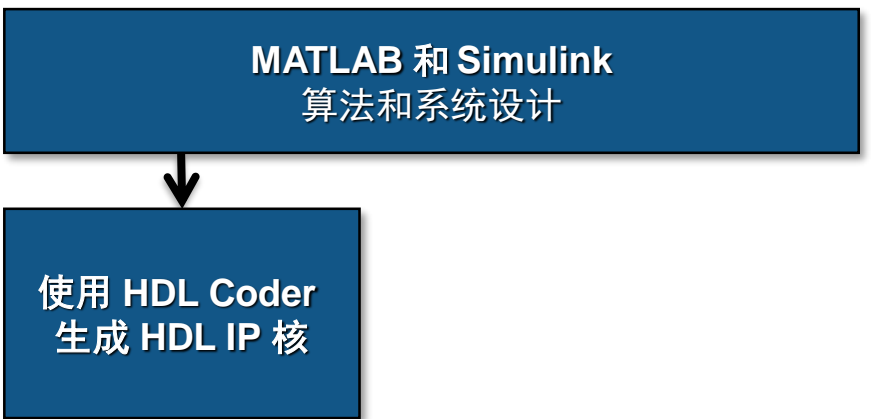 MATLAB 和 Simulink
算法和系统设计
使用 HDL Coder
生成 HDL IP 核